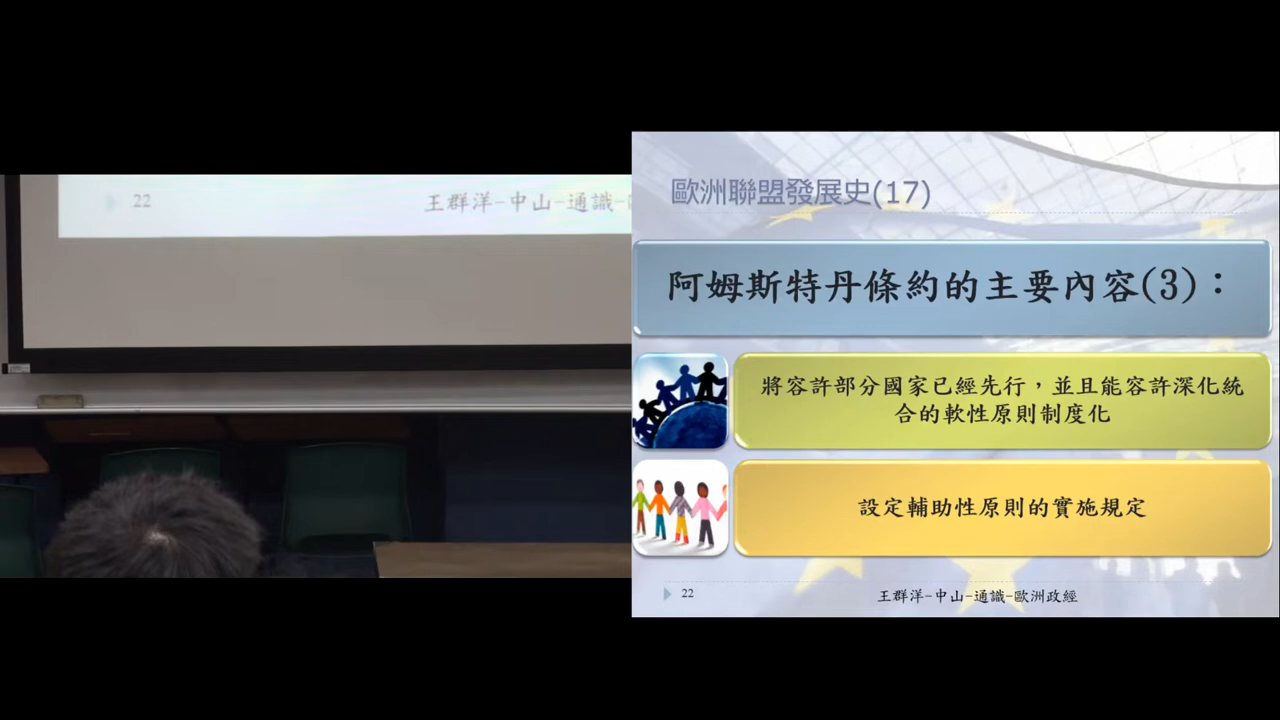 22
王群洋-中山-通識-
歐洲聯盟發展史(17)
阿姆斯特丹條約的主要內容(3)：
將容許部分國家已經先行，並且能容許深化統
合的軟性原則制度化
設定輔助性原則的實施規定
22
王群洋-中山-通識-歐洲政經